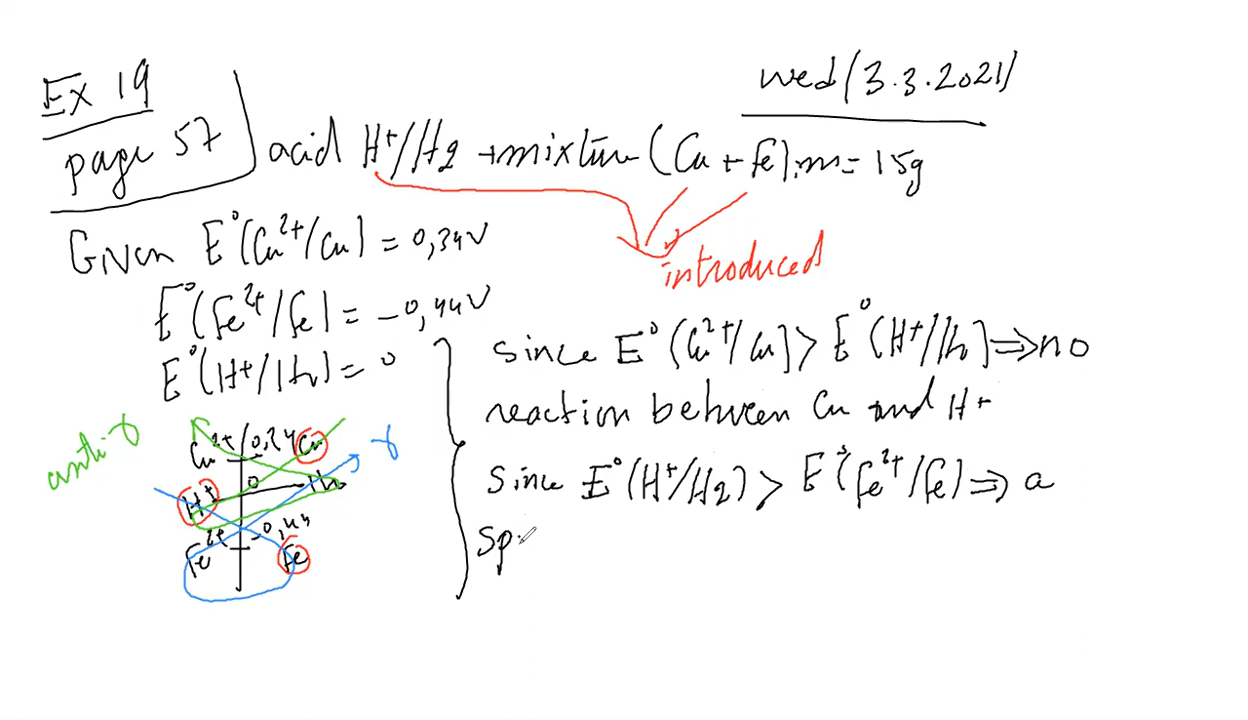 Ex 19
page 57
wed/3.3.2021/
acid H⁺/H2 +mixture (Cu + Fe).m= 15g
introduced
Given E°(Cu²⁺/Cu) = 0,34V
E°(Fe²⁺/Fe) = -0,44V
E°(H⁺/H2) = 0
since E°(Cu²⁺/Cu) > E°(H⁺/H2) ⇒ no
reaction between Cu and H+
since E°(H⁺/H2) > E°(Fe²⁺/Fe) ⇒ a
Sp
anti-γ
γ
Cu²⁺ 0,34 Cu
H⁺ 0 H2
Fe²⁺ -0,44 Fe